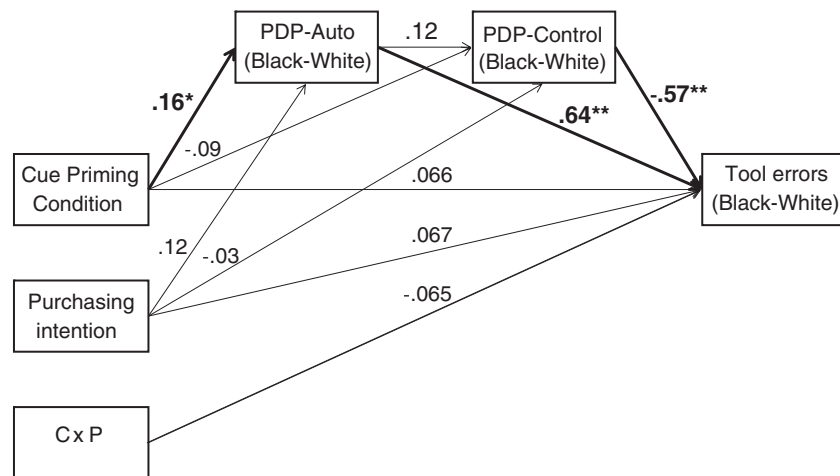 PDP-Auto
(Black-White)
.12
PDP-Control
(Black-White)
.16*
-.09
.64**
-.57**
Cue Priming
Condition
.066
Tool errors
(Black-White)
.12
-.03
.067
Purchasing
intention
-.065
C x P